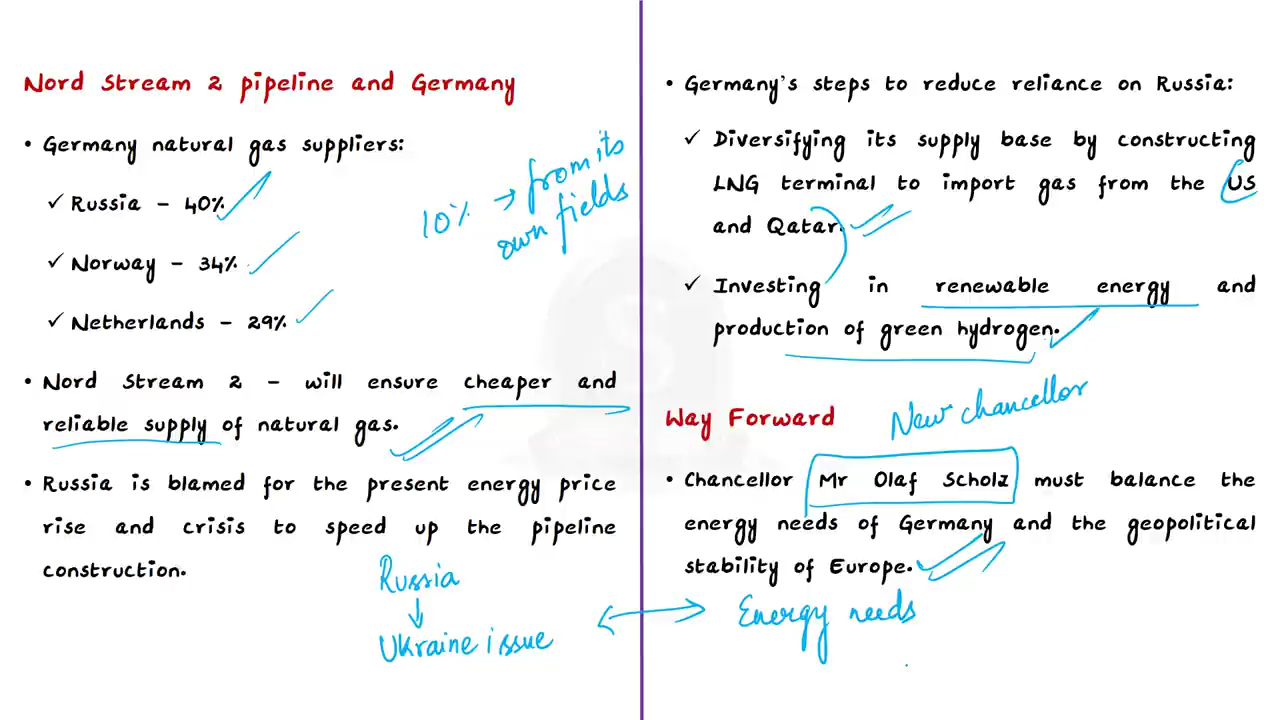 Nord Stream 2 pipeline and Germany
• Germany natural gas suppliers:
✓ Russia – 40%
✓ Norway – 34%
✓ Netherlands – 29%
10% → from its
own fields
• Nord Stream 2 – will ensure cheaper and
reliable supply of natural gas.
• Russia is blamed for the present energy price
rise and crisis to speed up the pipeline
construction.
Russia
↓
Ukraine issue
• Germany's steps to reduce reliance on Russia:
✓ Diversifying its supply base by constructing
LNG terminal to import gas from the US
and Qatar.
✓ Investing in renewable energy and
production of green hydrogen.
New chancellor
Way Forward
• Chancellor Mr Olaf Scholz must balance the
energy needs of Germany and the geopolitical
stability of Europe.
Energy needs